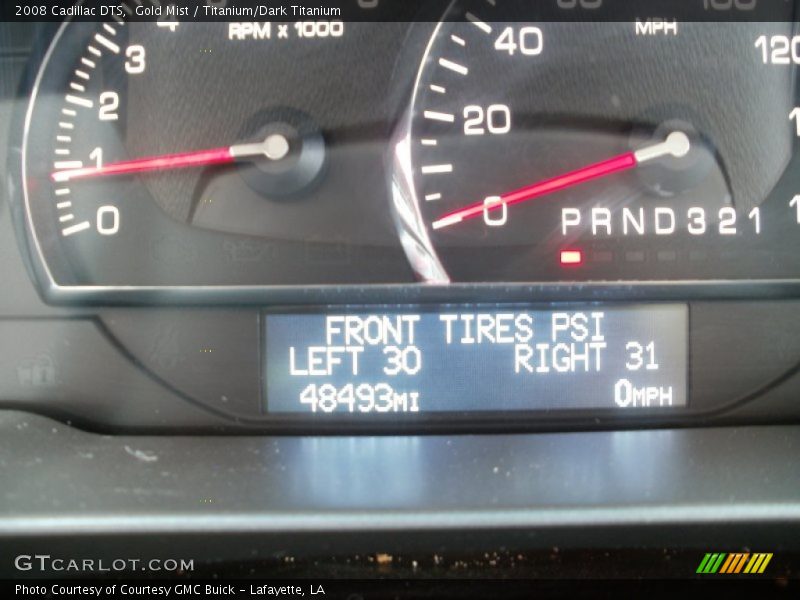 2008 Cadillac DTS, Gold Mist / Titanium/Dark Titanium
4
RPM x 1000
3
2
1
0
MPH
40
20
0
120
PRND321
FRONT TIRES PSI
LEFT 30 RIGHT 31
48493MI 0MPH
GTCARLOT.COM
Photo Courtesy of Courtesy GMC Buick - Lafayette, LA